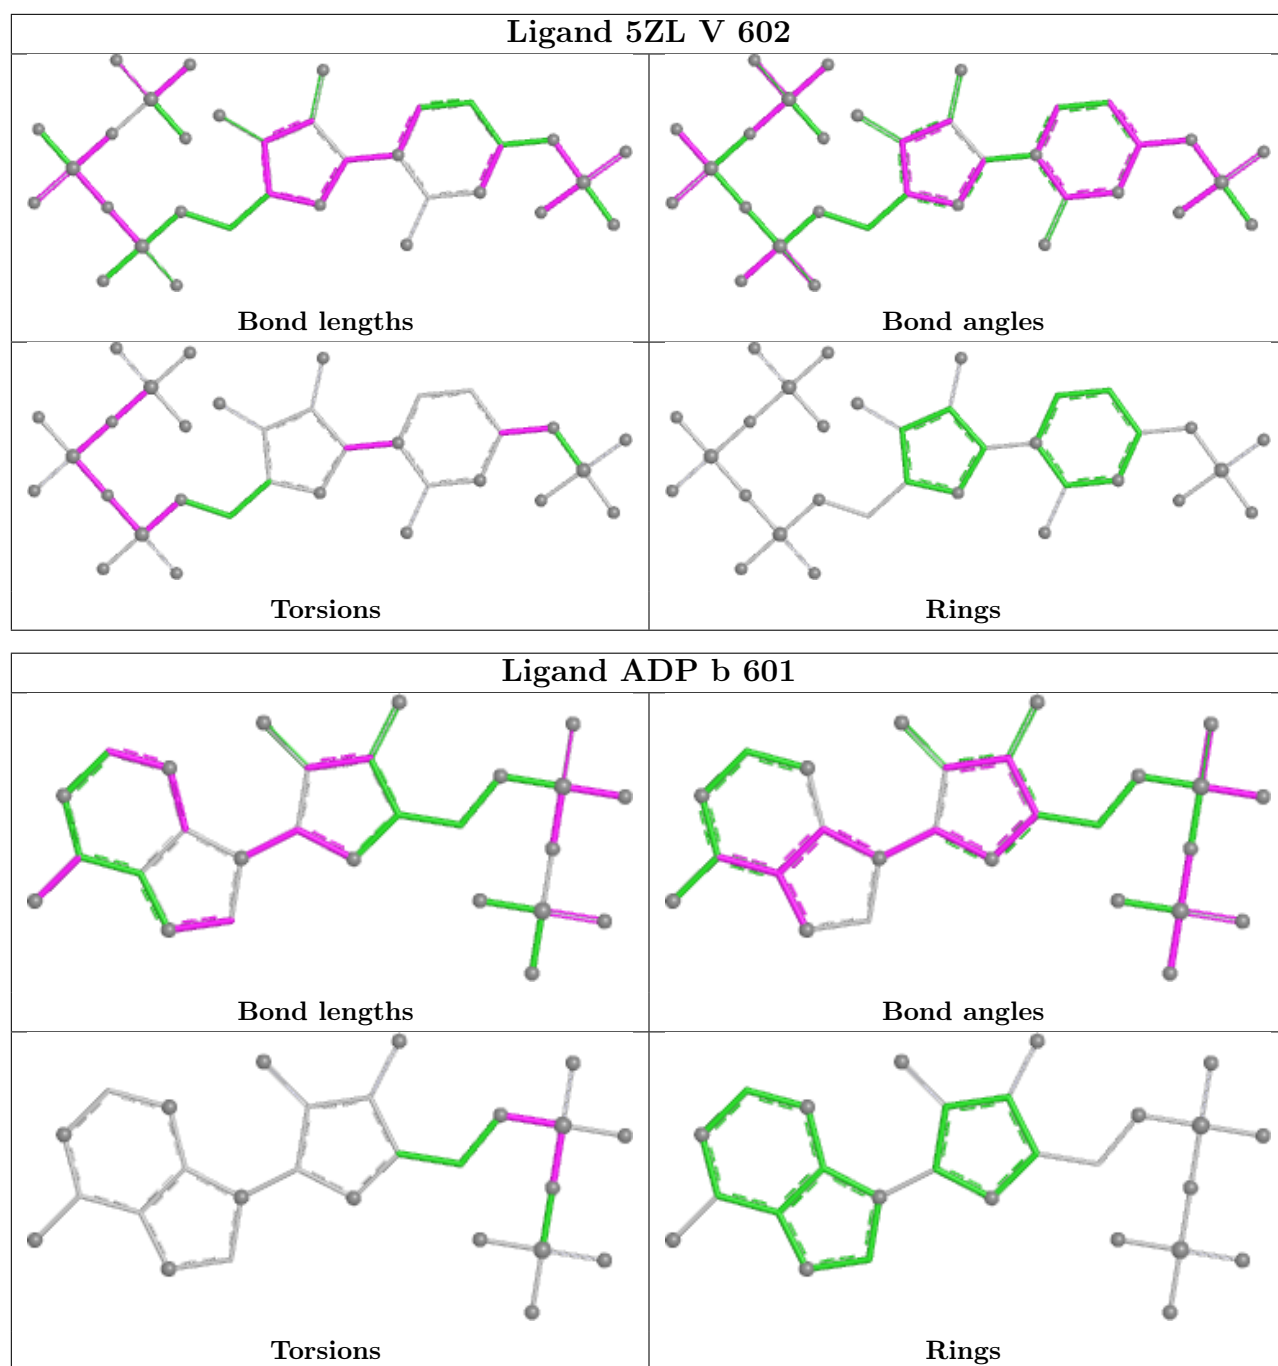 Ligand 5ZL V 602
Bond lengths
Bond angles
Torsions
Rings
Ligand ADP b 601
Bond lengths
Bond angles
Torsions
Rings